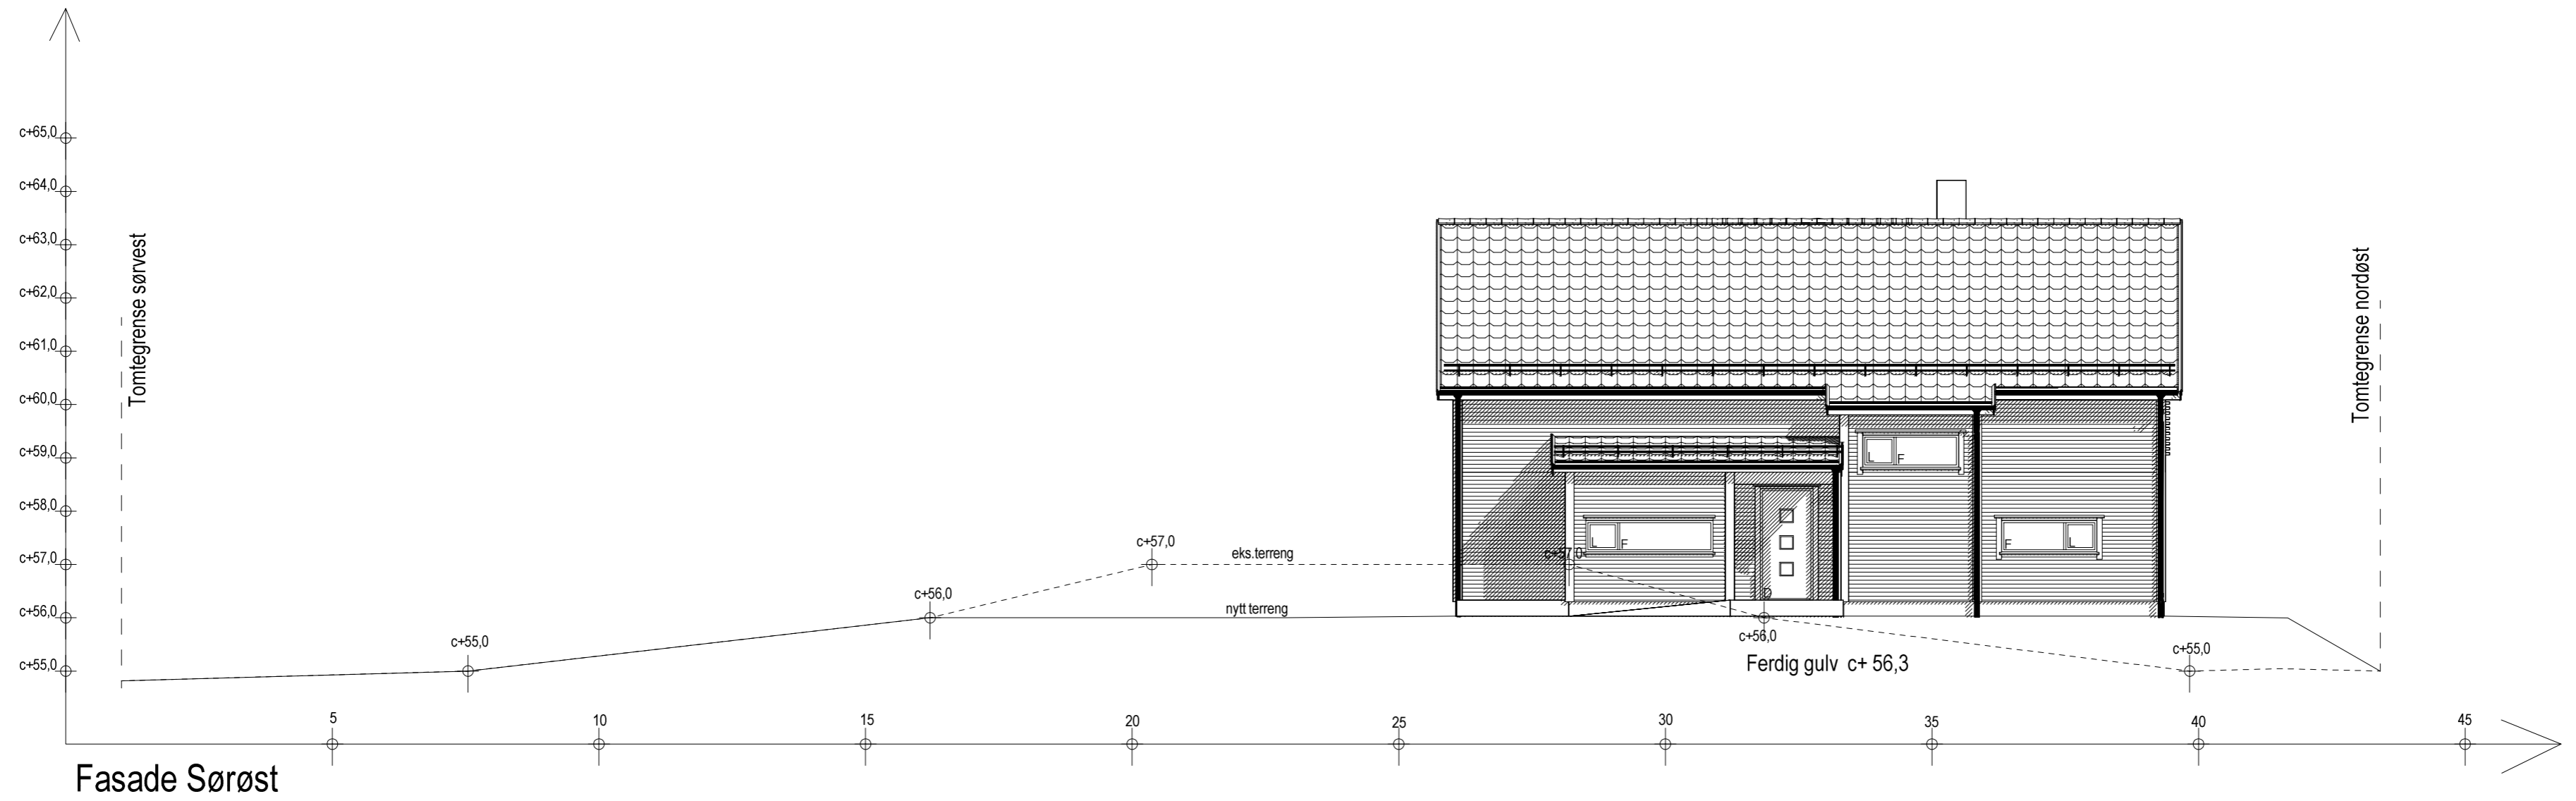 c+65,0
c+64,0
c+63,0
c+62,0
c+61,0
c+60,0
c+59,0
c+58,0
c+57,0
c+56,0
c+55,0
Tomtegrense sørvest
Tomtegrense nordøst
L F
L F
F L
c+57,0
eks.terreng
c+57,0
c+56,0
nytt terreng
c+55,0
c+56,0
c+55,0
Ferdig gulv c+ 56,3
5 10 15 20 25 30 35 40 45
Fasade Sørøst